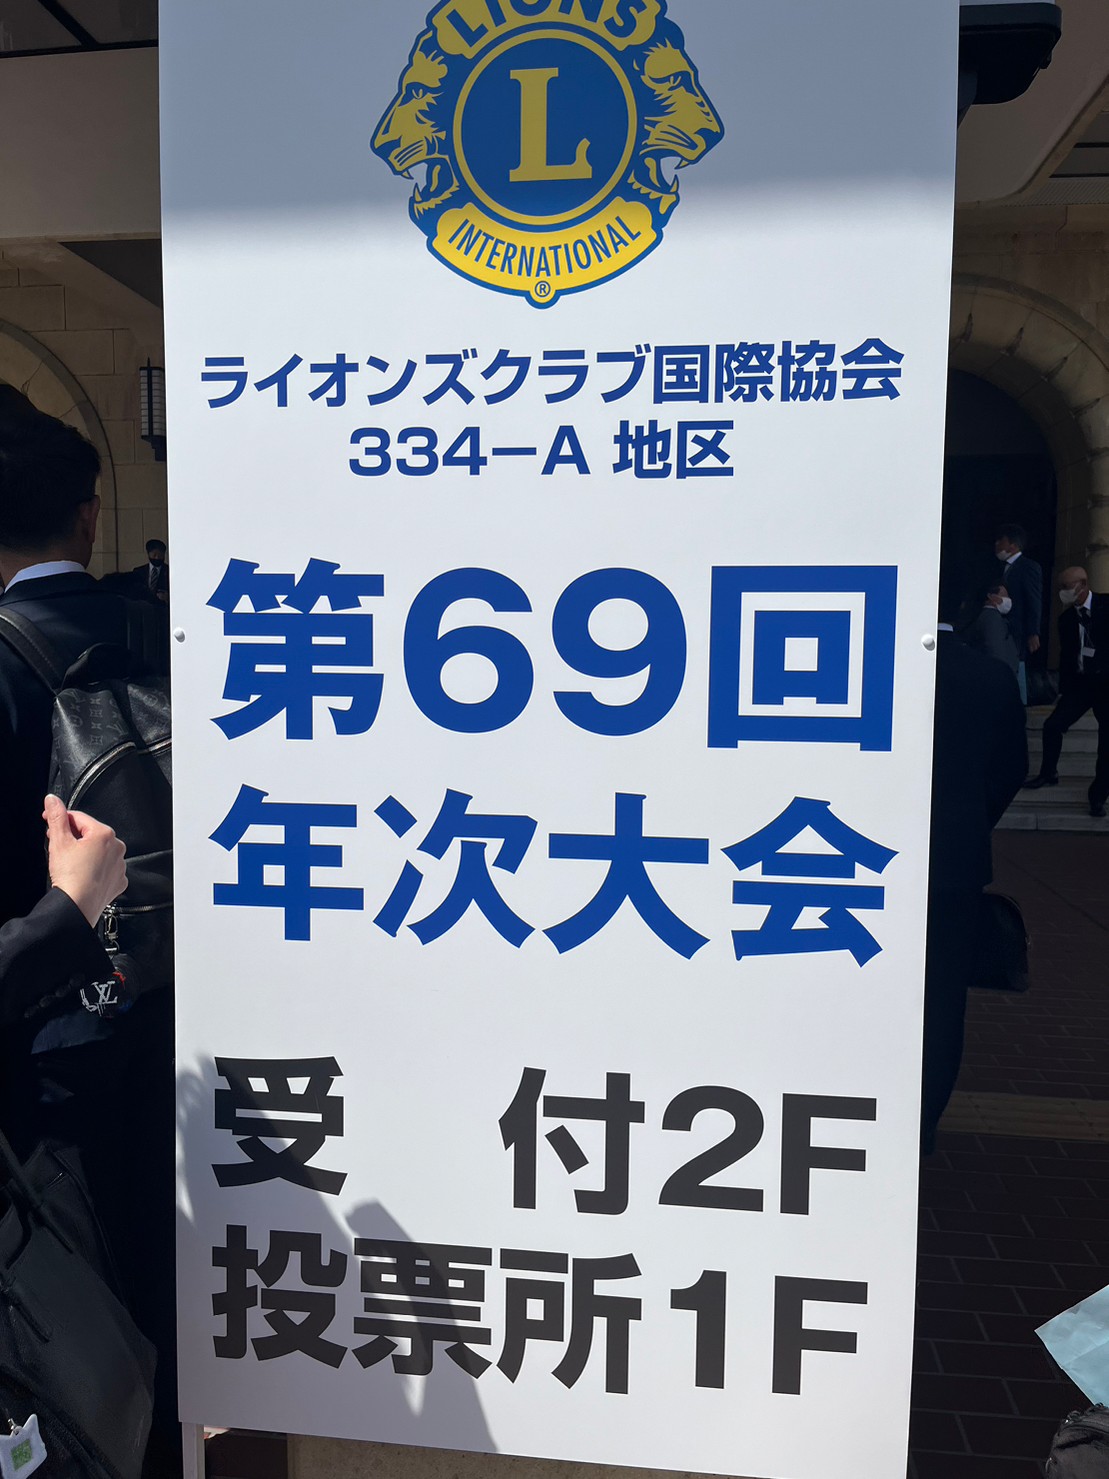 LIONS
L
INTERNATIONAL
®
ライオンズクラブ国際協会
334−A 地区
第69回
年次大会
受　付2F
投票所1F